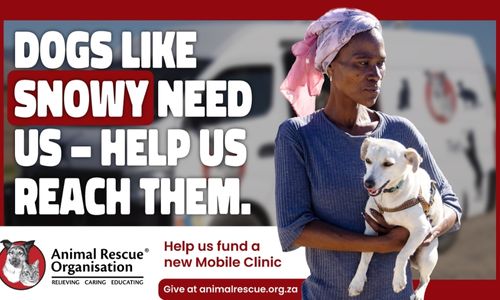 DOGS LIKE
SNOWY NEED
US – HELP US
REACH THEM.
Animal Rescue®
Organisation
RELIEVING CARING EDUCATING
Help us fund a
new Mobile Clinic
Give at animalrescue.org.za